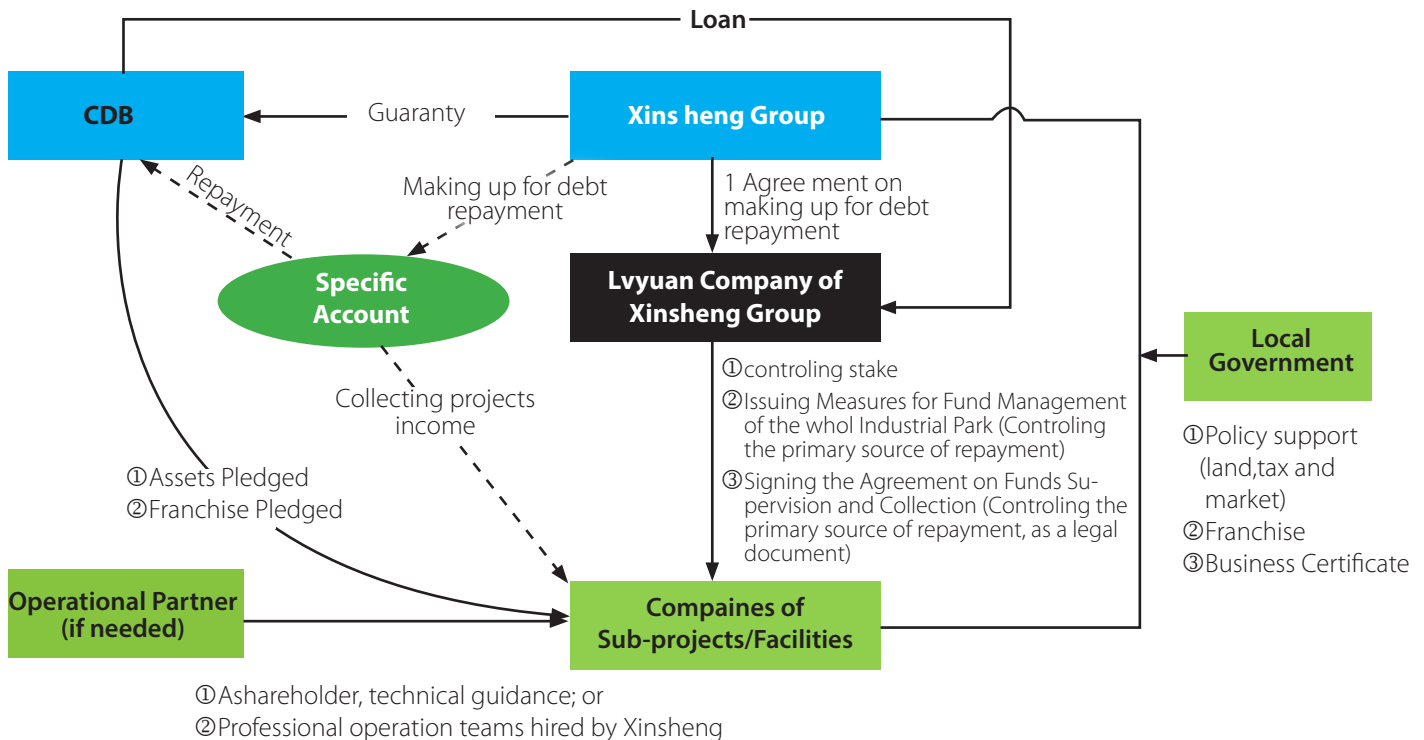 Loan
CDB
Guaranty
Xins heng Group
Repayment
Making up for debt
repayment
1 Agree ment on
making up for debt
repayment
Specific
Account
Lvyuan Company of
Xinsheng Group
Local
Government
①controling stake
②Issuing Measures for Fund Management
of the whol Industrial Park (Controling
the primary source of repayment)
③Signing the Agreement on Funds Su-
pervision and Collection (Controling the
primary source of repayment, as a legal
document)
Collecting projects
income
①Policy support
(land,tax and
market)
②Franchise
③Business Certificate
①Assets Pledged
②Franchise Pledged
Operational Partner
(if needed)
Compaines of
Sub-projects/Facilities
①Ashareholder, technical guidance; or
②Professional operation teams hired by Xinsheng